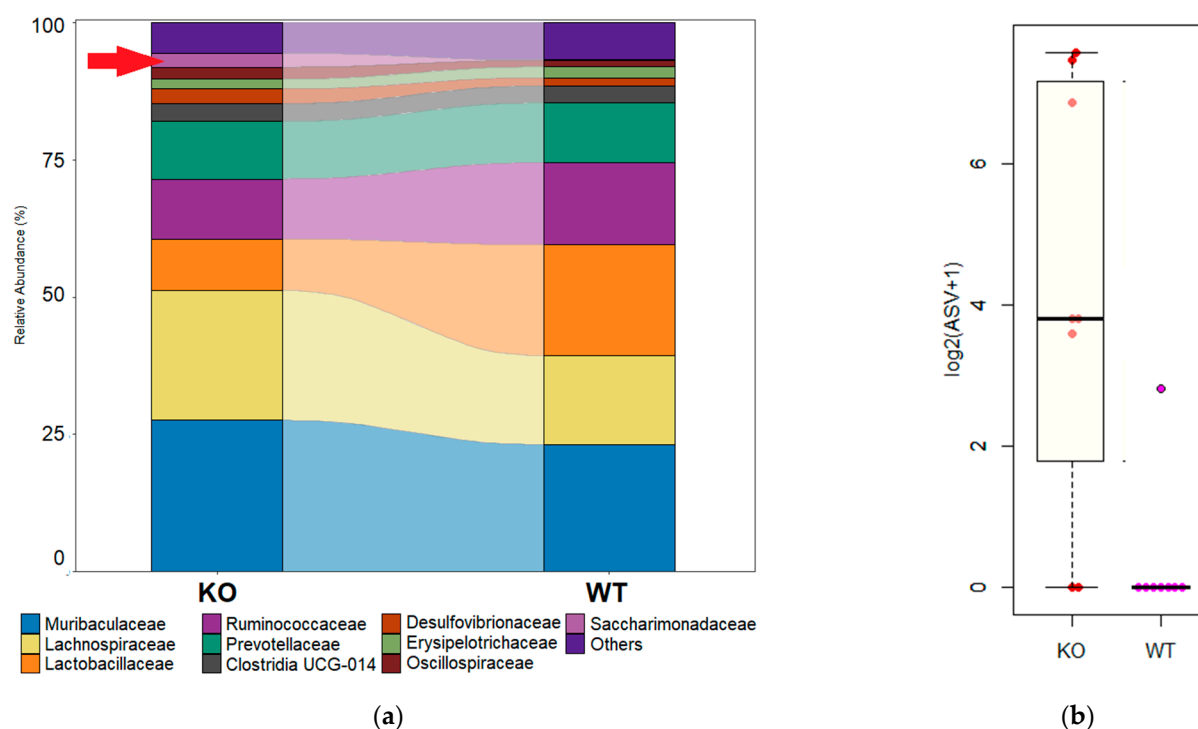 100
75
50
25
0
Relative Abundance (%)
KO WT
Muribaculaceae Ruminococcaceae Desulfovibrionaceae Saccharimonadaceae
Lachnospiraceae Prevotellaceae Erysipelotrichaceae Others
Lactobacillaceae Clostridia UCG-014 Oscillospiraceae
(a)
6
4
2
0
log2(ASV+1)
KO WT
(b)